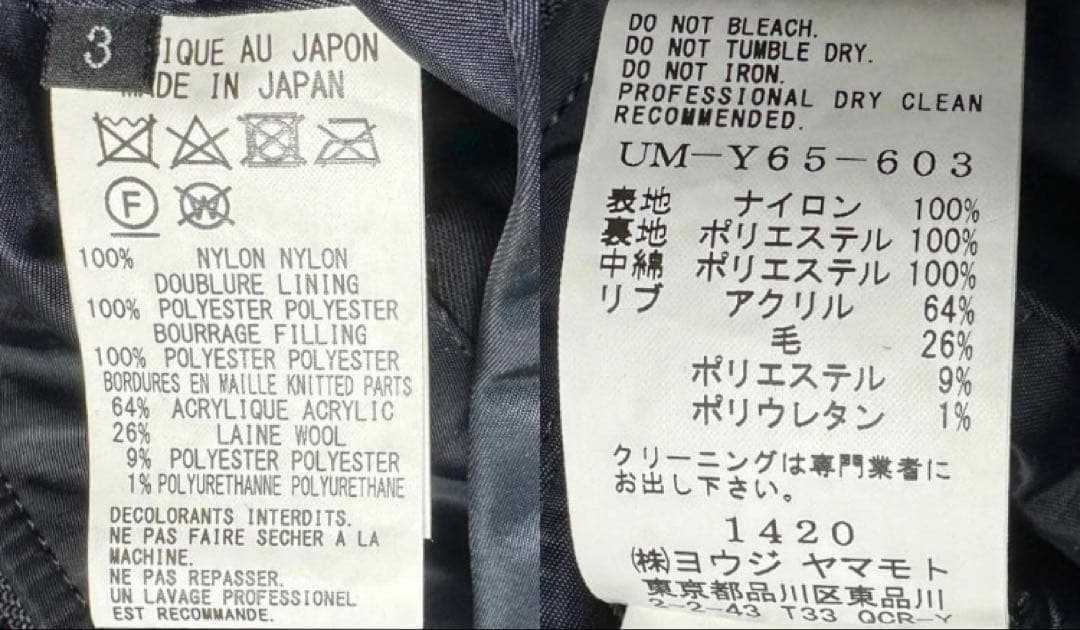 3
IQUE AU JAPON
MADE IN JAPAN
F
W
100% NYLON NYLON
DOUBLURE LINING
100% POLYESTER POLYESTER
BOURRAGE FILLING
100% POLYESTER POLYESTER
BORDURES EN MAILLE KNITTED PARTS
64% ACRYLIQUE ACRYLIC
26% LAINE WOOL
9% POLYESTER POLYESTER
1% POLYURETHANNE POLYURETHANE
DECOLORANTS INTERDITS.
NE PAS FAIRE SECHER A LA
MACHINE.
NE PAS REPASSER.
UN LAVAGE PROFESSIONEL
EST RECOMMANDE.
DO NOT BLEACH.
DO NOT TUMBLE DRY.
DO NOT IRON.
PROFESSIONAL DRY CLEAN
RECOMMENDED.
UM-Y65-603
表地 ナイロン 100%
裏地 ポリエステル 100%
中綿 ポリエステル 100%
リブ アクリル 64%
毛 26%
ポリエステル 9%
ポリウレタン 1%
クリーニングは専門業者に
お出し下さい。
1420
(株)ヨウジ ヤマモト
東京都品川区東品川
2-2-43 T33 QCR-Y